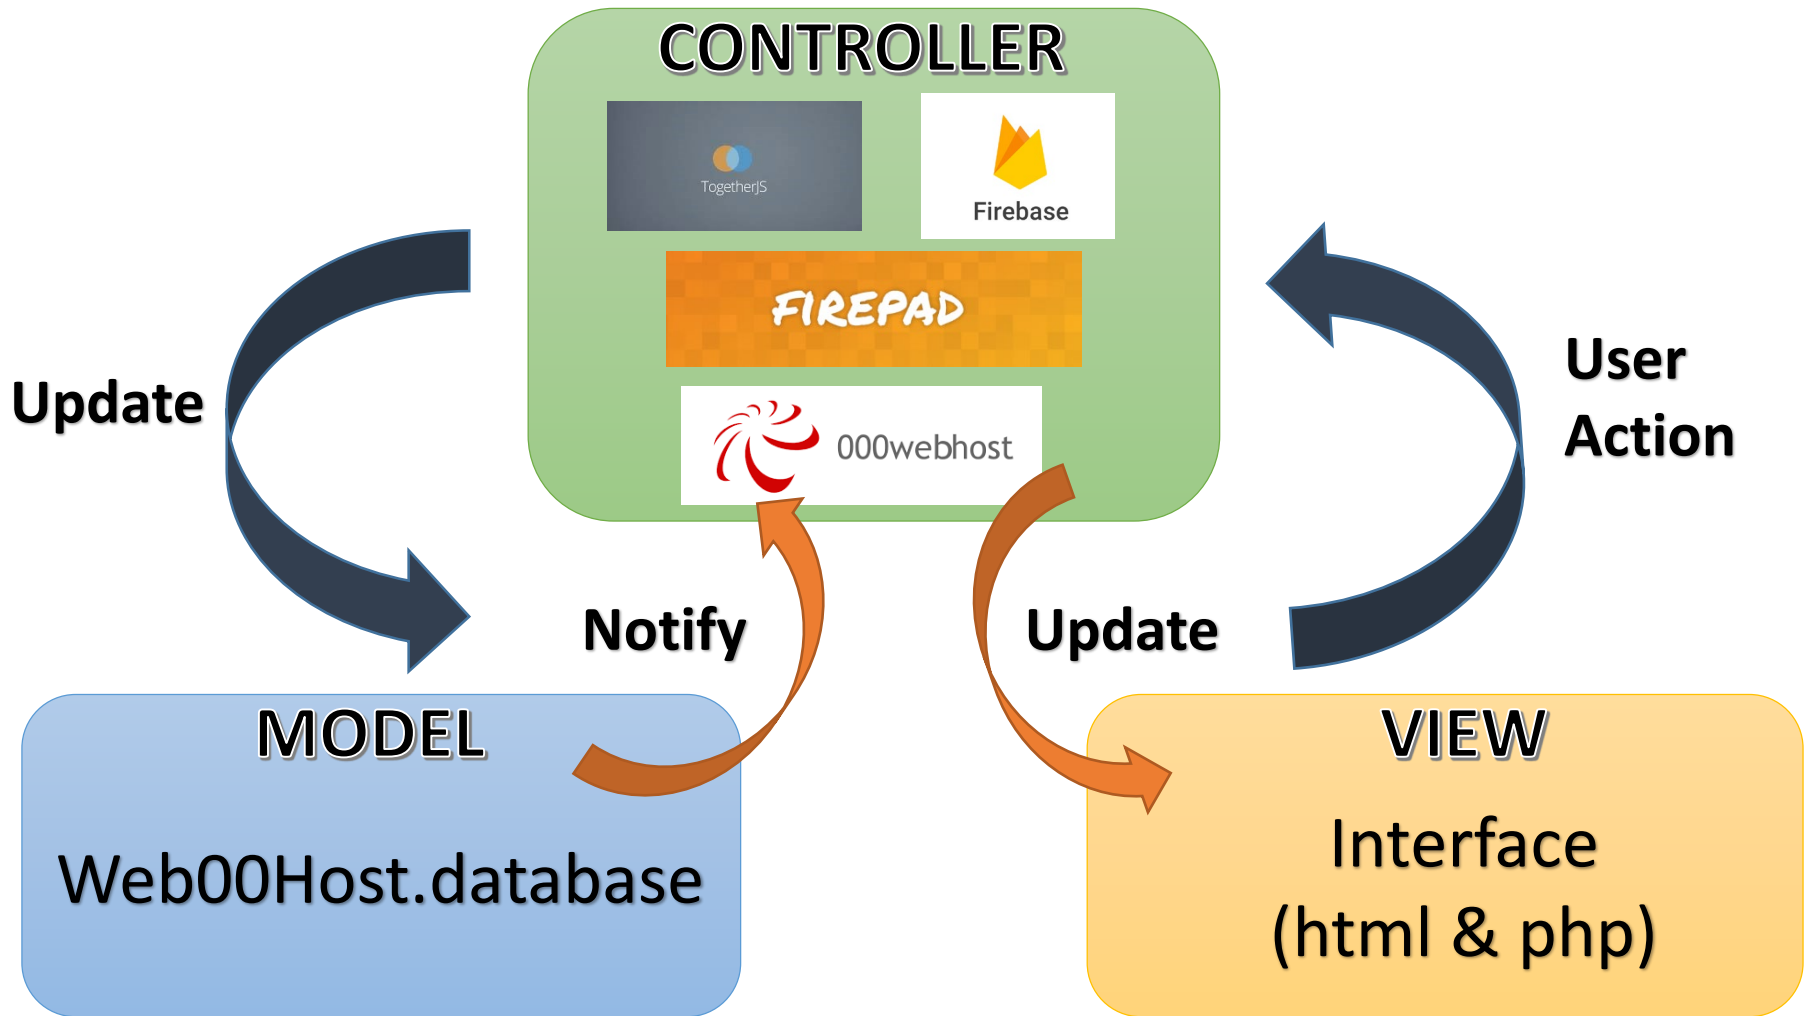 CONTROLLER
TogetherJS
Firebase
FIREPAD
000webhost
Update
User
Action
Notify
Update
MODEL
Web00Host.database
VIEW
Interface
(html & php)